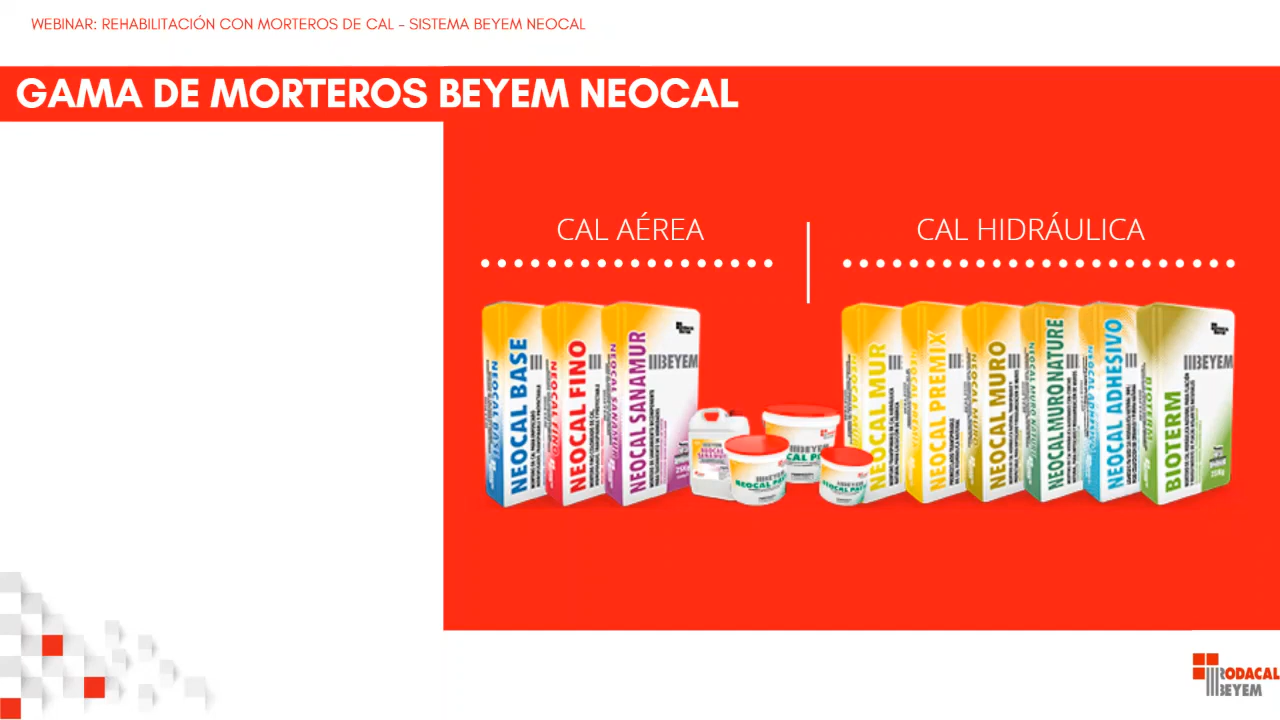 WEBINAR: REHABILITACIÓN CON MORTEROS DE CAL - SISTEMA BEYEM NEOCAL
GAMA DE MORTEROS BEYEM NEOCAL
CAL AÉREA
CAL HIDRÁULICA
NEOCAL BASE
NEOCAL FINO
NEOCAL SANAMUR
BEYEM
NEOCAL MUR
NEOCAL PREMIX
NEOCAL MURO
NEOCAL MURO NATURE
NEOCAL ADHESIVO
BIOTERM
BEYEM
RODACAL
BEYEM